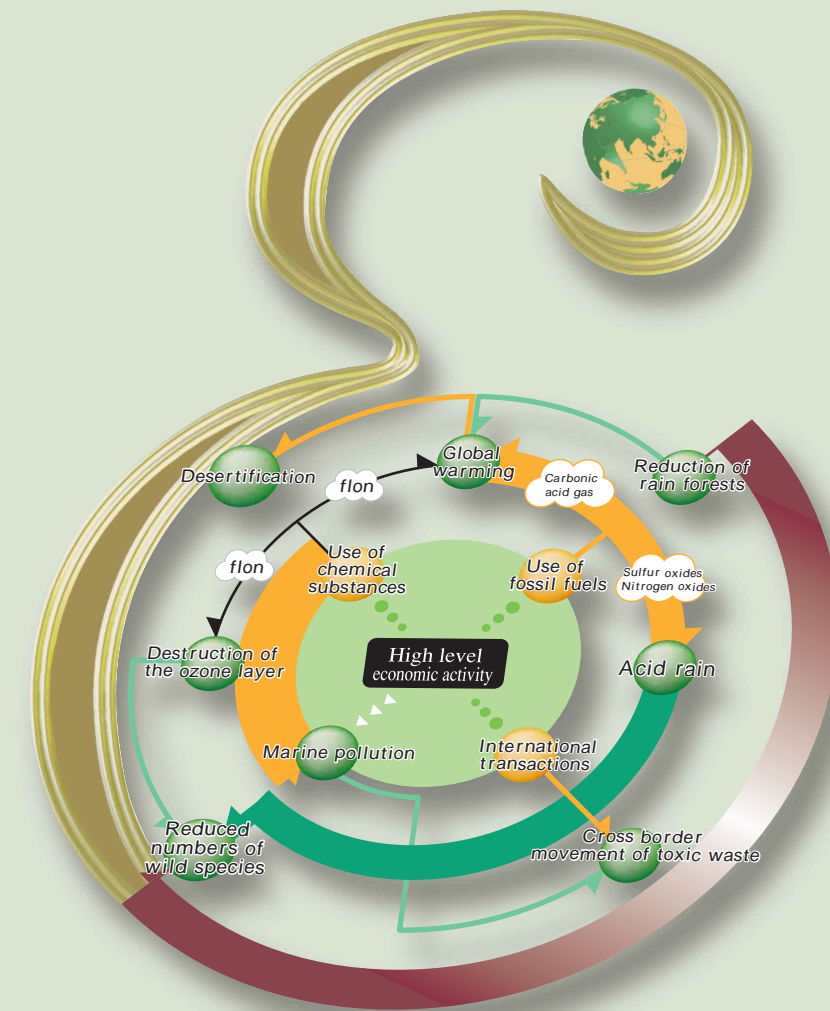 Global
warming
Desertification
flon
Carbonic
acid gas
Reduction of
rain forests
flon
Use of
chemical
substances
Use of
fossil fuels
Sulfur oxides
Nitrogen oxides
Destruction of
the ozone layer
High level
economic activity
Acid rain
Marine pollution
International
transactions
Reduced
numbers of
wild species
Cross border
movement of toxic waste